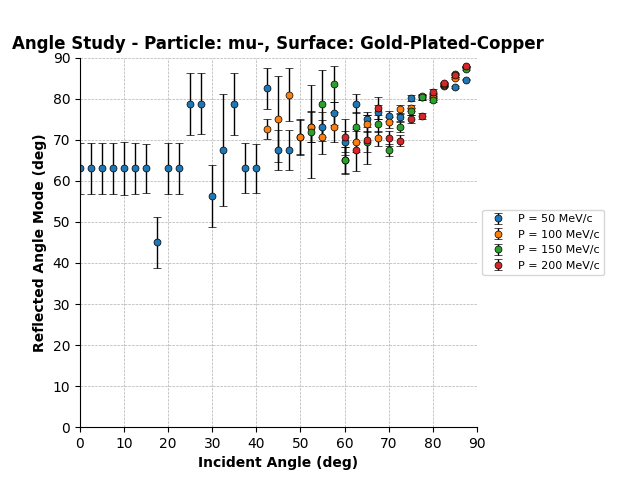 Angle Study - Particle: mu-, Surface: Gold-Plated-Copper
Reflected Angle Mode (deg)
90
80
70
60
50
40
30
20
10
0
0 10 20 30 40 50 60 70 80 90
Incident Angle (deg)
P = 50 MeV/c
P = 100 MeV/c
P = 150 MeV/c
P = 200 MeV/c